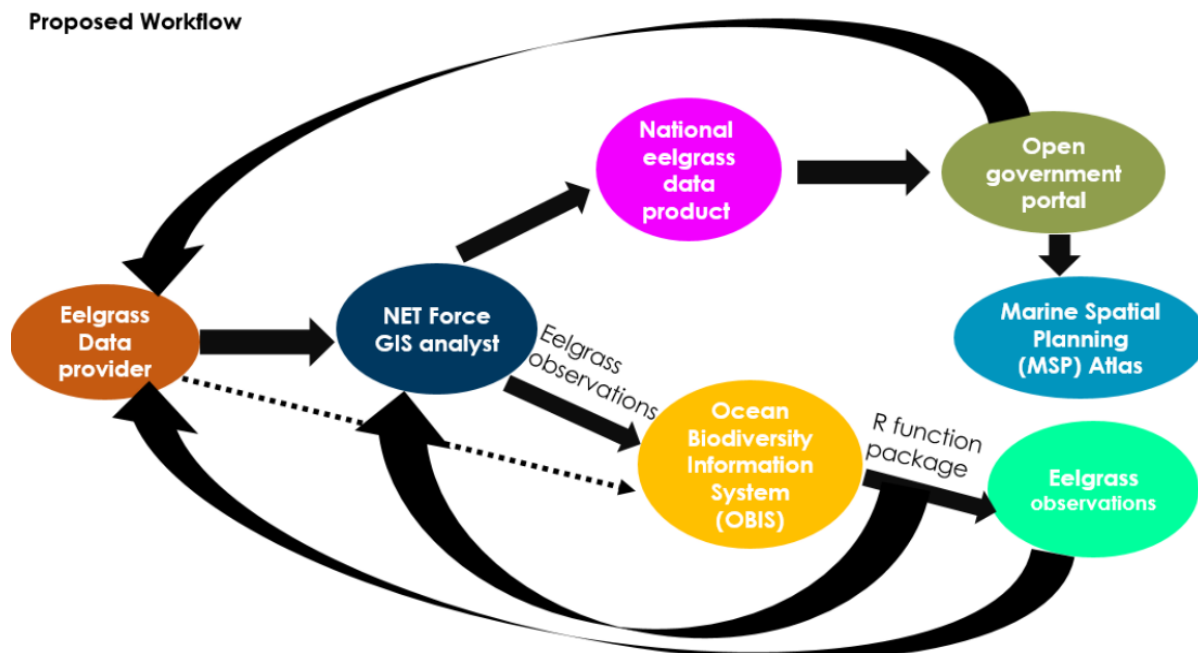 Proposed Workflow
National
eelgrass
data
product
Open
government
portal
Eelgrass
Data
provider
NET Force
GIS analyst
Eelgrass
observations
Marine Spatial
Planning
(MSP) Atlas
Ocean
Biodiversity
Information
System
(OBIS)
R function
package
Eelgrass
observations